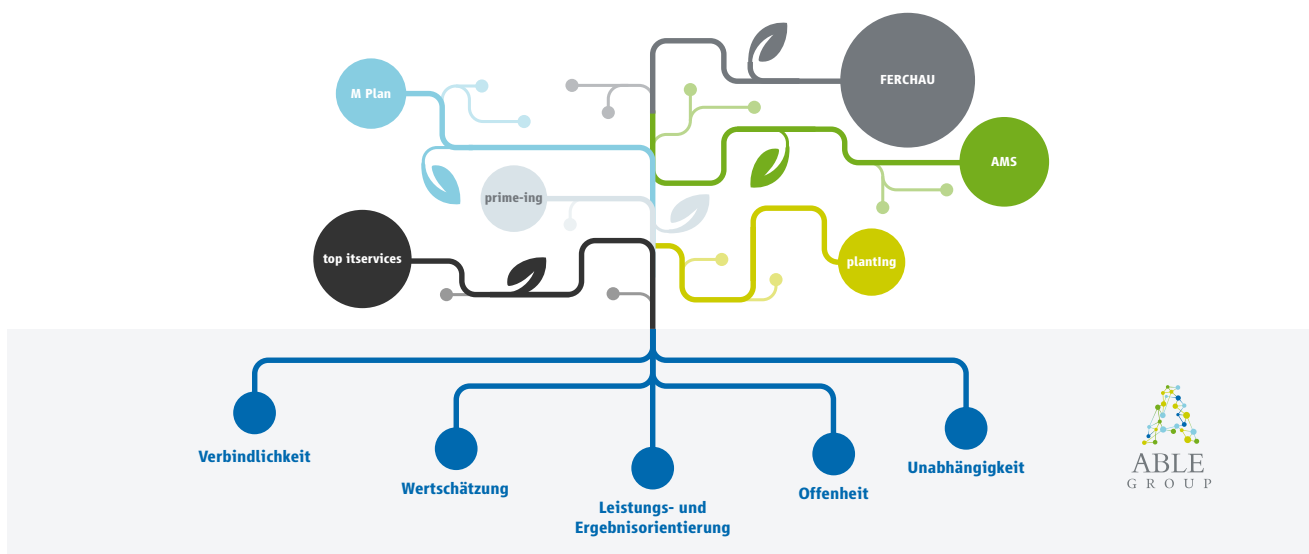 FERCHAU
M Plan
AMS
prime-ing
top itservices
planting
Verbindlichkeit
Wertschätzung
Leistungs- und
Ergebnisorientierung
Offenheit
Unabhängigkeit
ABLE
GROUP